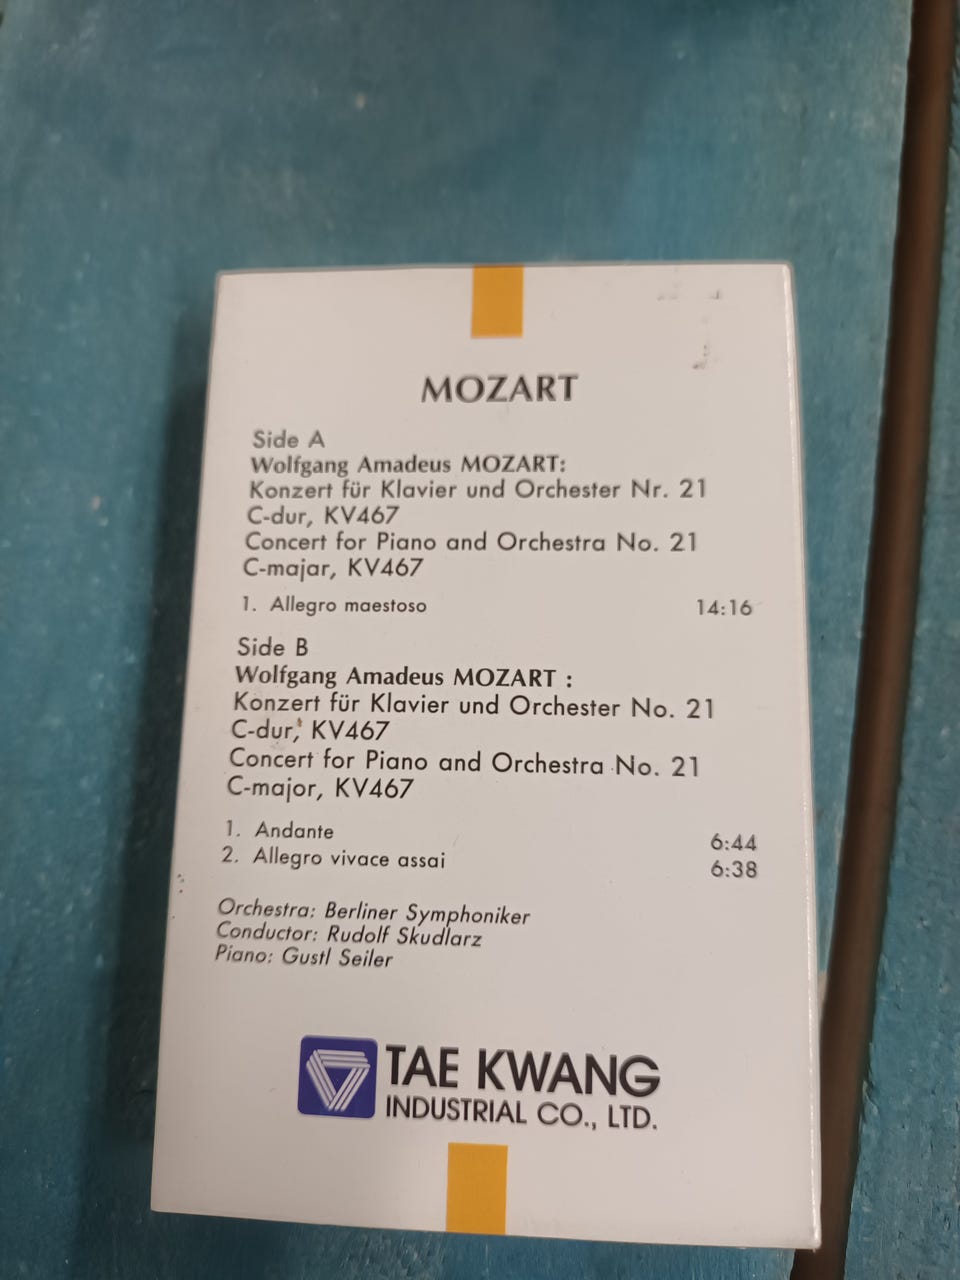 MOZART
Side A
Wolfgang Amadeus MOZART:
Konzert für Klavier und Orchester Nr. 21
C-dur, KV467
Concert for Piano and Orchestra No. 21
C-majar, KV467
1. Allegro maestoso 14:16
Side B
Wolfgang Amadeus MOZART :
Konzert für Klavier und Orchester No. 21
C-dur, KV467
Concert for Piano and Orchestra No. 21
C-major, KV467
1. Andante 6:44
2. Allegro vivace assai 6:38
Orchestra: Berliner Symphoniker
Conductor: Rudolf Skudlarz
Piano: Gustl Seiler
TAE KWANG
INDUSTRIAL CO., LTD.